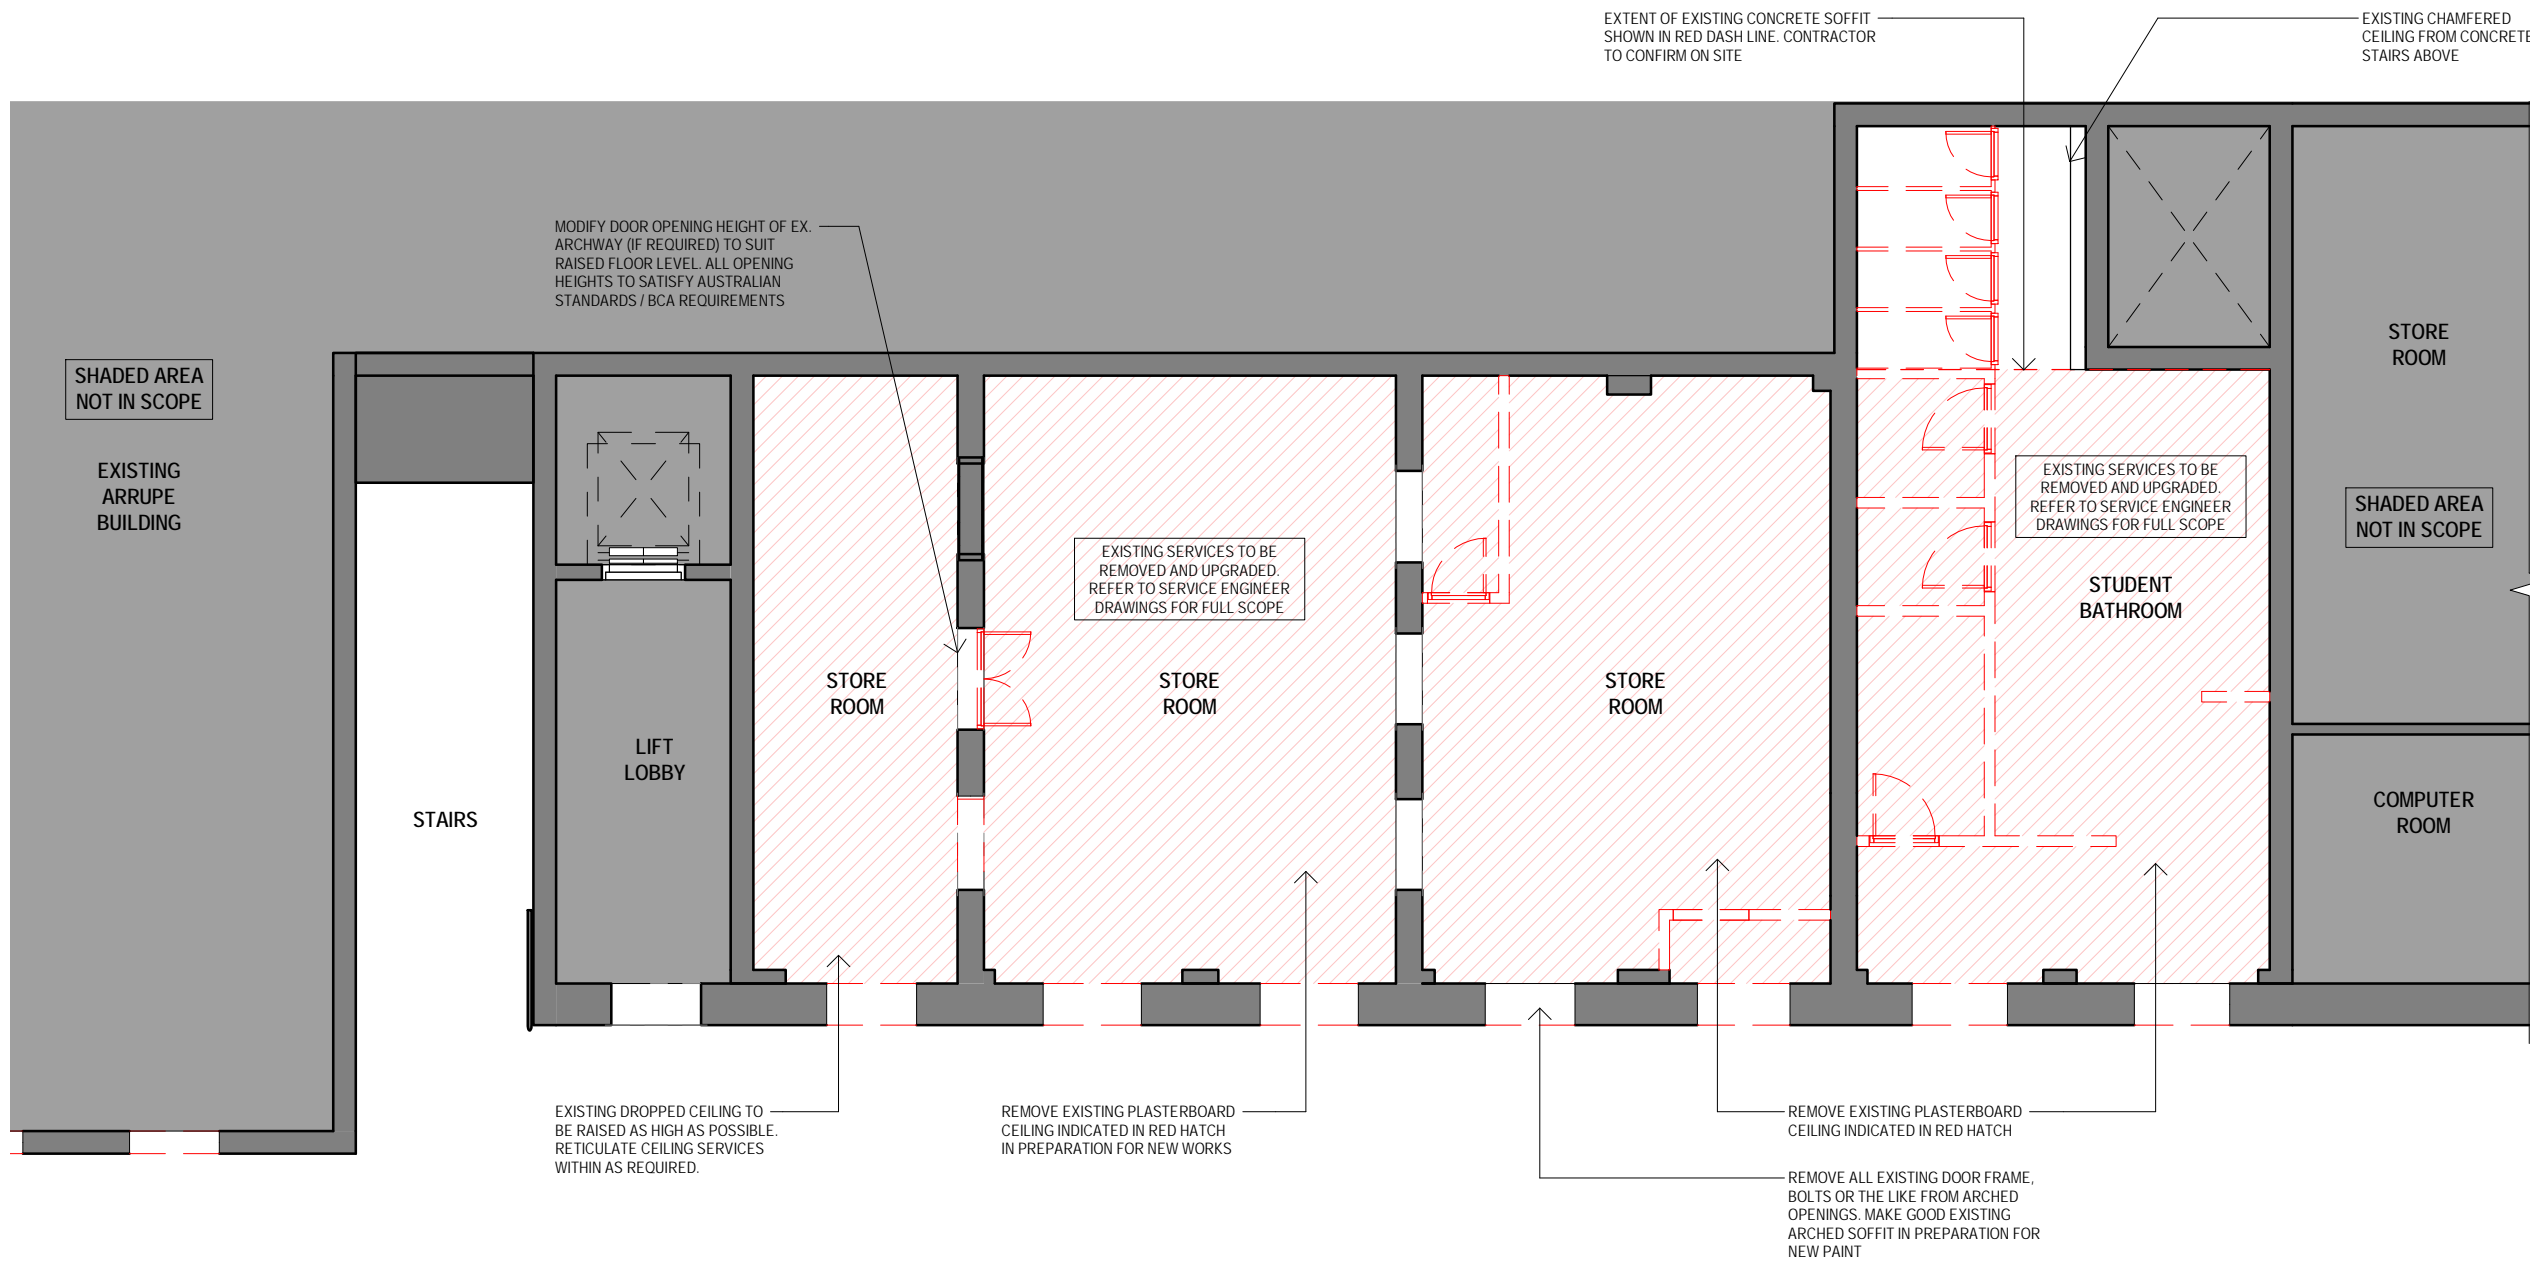 EXTENT OF EXISTING CONCRETE SOFFIT
SHOWN IN RED DASH LINE. CONTRACTOR
TO CONFIRM ON SITE
EXISTING CHAMFERED
CEILING FROM CONCRETE
STAIRS ABOVE
MODIFY DOOR OPENING HEIGHT OF EX.
ARCHWAY (IF REQUIRED) TO SUIT
RAISED FLOOR LEVEL. ALL OPENING
HEIGHTS TO SATISFY AUSTRALIAN
STANDARDS / BCA REQUIREMENTS
SHADED AREA
NOT IN SCOPE
EXISTING
ARRUPE
BUILDING
STORE
ROOM
EXISTING SERVICES TO BE
REMOVED AND UPGRADED.
REFER TO SERVICE ENGINEER
DRAWINGS FOR FULL SCOPE
SHADED AREA
NOT IN SCOPE
EXISTING SERVICES TO BE
REMOVED AND UPGRADED.
REFER TO SERVICE ENGINEER
DRAWINGS FOR FULL SCOPE
STUDENT
BATHROOM
STORE
ROOM
STORE
ROOM
STORE
ROOM
LIFT
LOBBY
STAIRS
COMPUTER
ROOM
EXISTING DROPPED CEILING TO
BE RAISED AS HIGH AS POSSIBLE.
RETICULATE CEILING SERVICES
WITHIN AS REQUIRED.
REMOVE EXISTING PLASTERBOARD
CEILING INDICATED IN RED HATCH
IN PREPARATION FOR NEW WORKS
REMOVE EXISTING PLASTERBOARD
CEILING INDICATED IN RED HATCH
REMOVE ALL EXISTING DOOR FRAME,
BOLTS OR THE LIKE FROM ARCHED
OPENINGS. MAKE GOOD EXISTING
ARCHED SOFFIT IN PREPARATION FOR
NEW PAINT